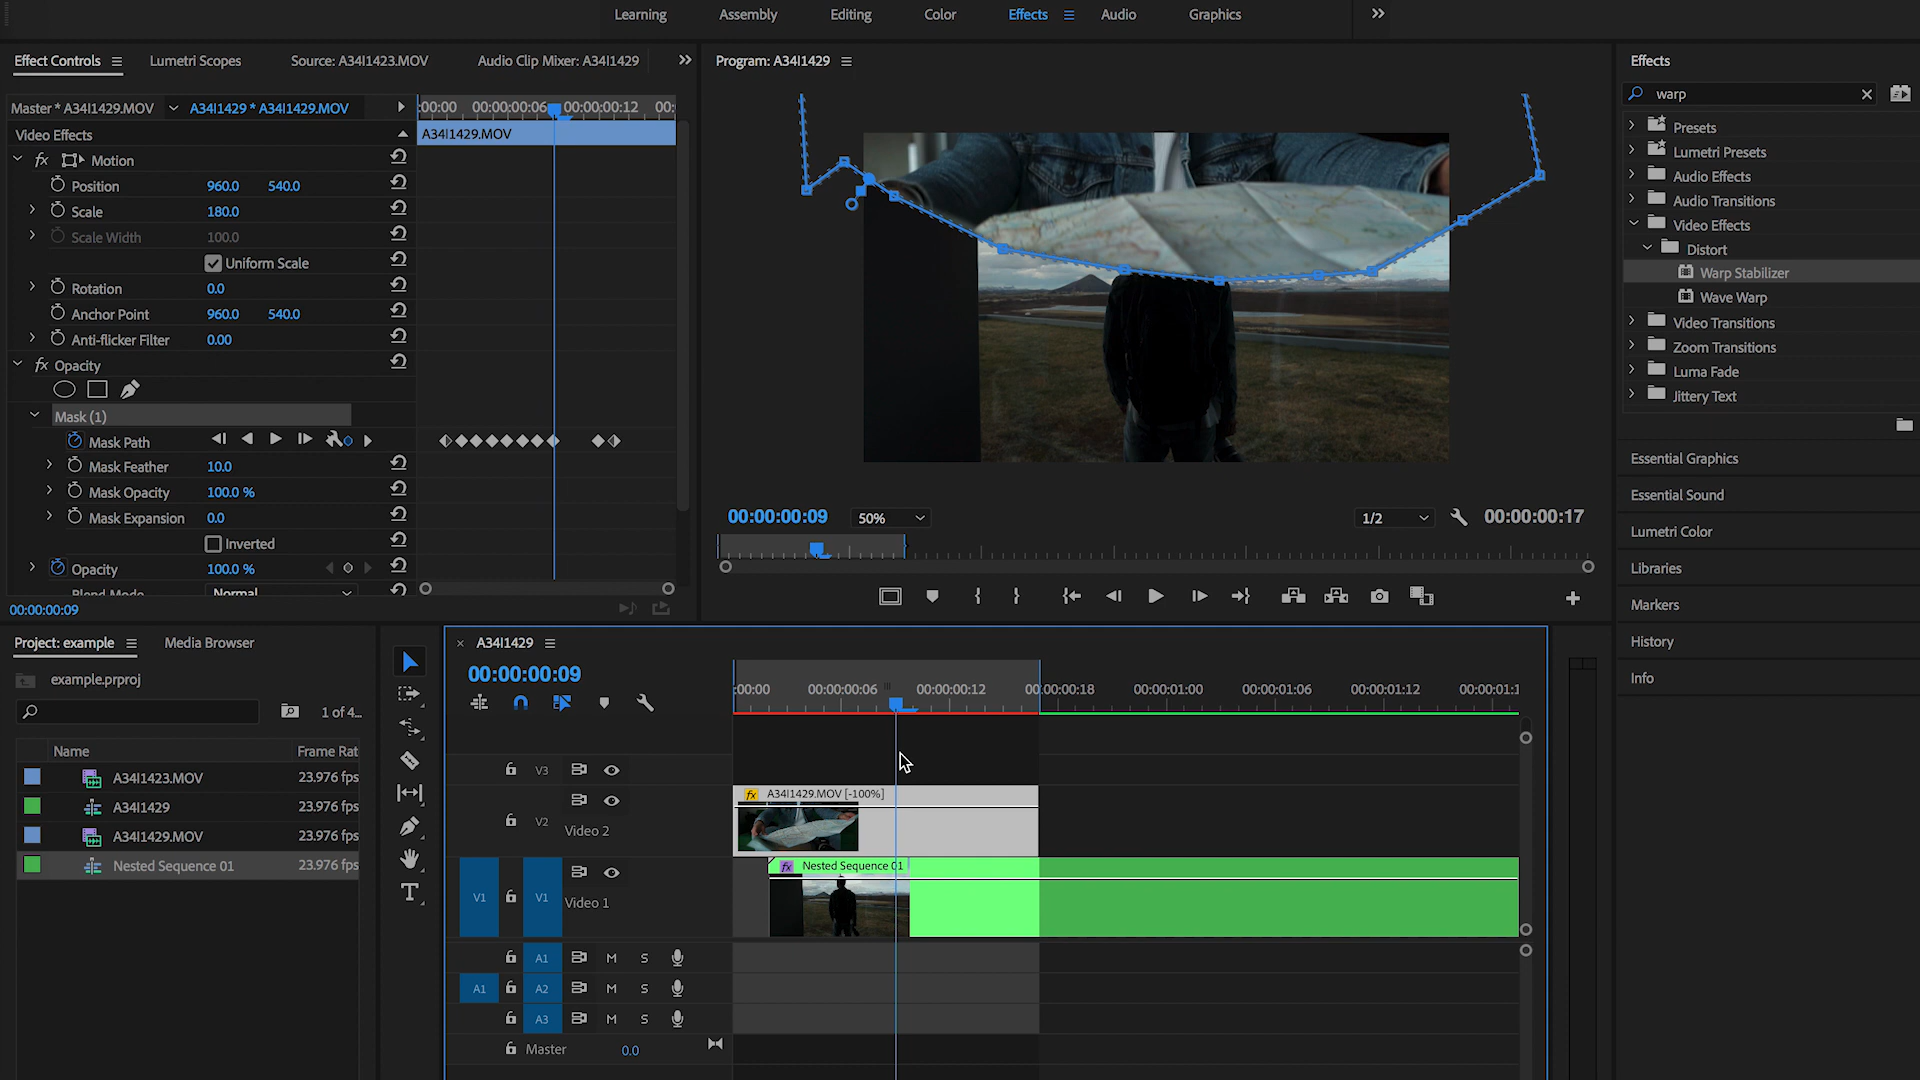 Learning Assembly Editing Color Effects Audio Graphics
Effect Controls Lumetri Scopes Source: A34I1423.MOV Audio Clip Mixer: A34I1429
Master * A34I1429.MOV A34I1429 * A34I1429.MOV
:00:00 00:00:00:06 00:00:00:12 00:
Video Effects
A34I1429.MOV
fx Motion
Position 960.0 540.0
Scale 180.0
Scale Width 100.0
Uniform Scale
Rotation 0.0
Anchor Point 960.0 540.0
Anti-flicker Filter 0.00
fx Opacity
Mask (1)
Mask Path
Mask Feather 10.0
Mask Opacity 100.0 %
Mask Expansion 0.0
Inverted
Opacity 100.0 %
Blend Mode Normal
00:00:00:09
Program: A34I1429
00:00:00:09 50% 1/2 00:00:00:17
Effects
warp
Presets
Lumetri Presets
Audio Effects
Audio Transitions
Video Effects
Distort
Warp Stabilizer
Wave Warp
Video Transitions
Zoom Transitions
Luma Fade
Jittery Text
Essential Graphics
Essential Sound
Lumetri Color
Libraries
Markers
History
Info
Project: example Media Browser
example.prproj
1 of 4...
Name Frame Rat
A34I1423.MOV 23.976 fps
A34I1429 23.976 fps
A34I1429.MOV 23.976 fps
Nested Sequence 01 23.976 fps
T
× A34I1429
00:00:00:09
:00:00 00:00:00:06 00:00:00:12 00:00:00:18 00:00:01:00 00:00:01:06 00:00:01:12 00:00:01:1
V3
fx A34I1429.MOV [-100%]
V2 Video 2
fx Nested Sequence 01
V1 V1 Video 1
A1 M S
A1 A2 M S
A3 M S
Master 0.0